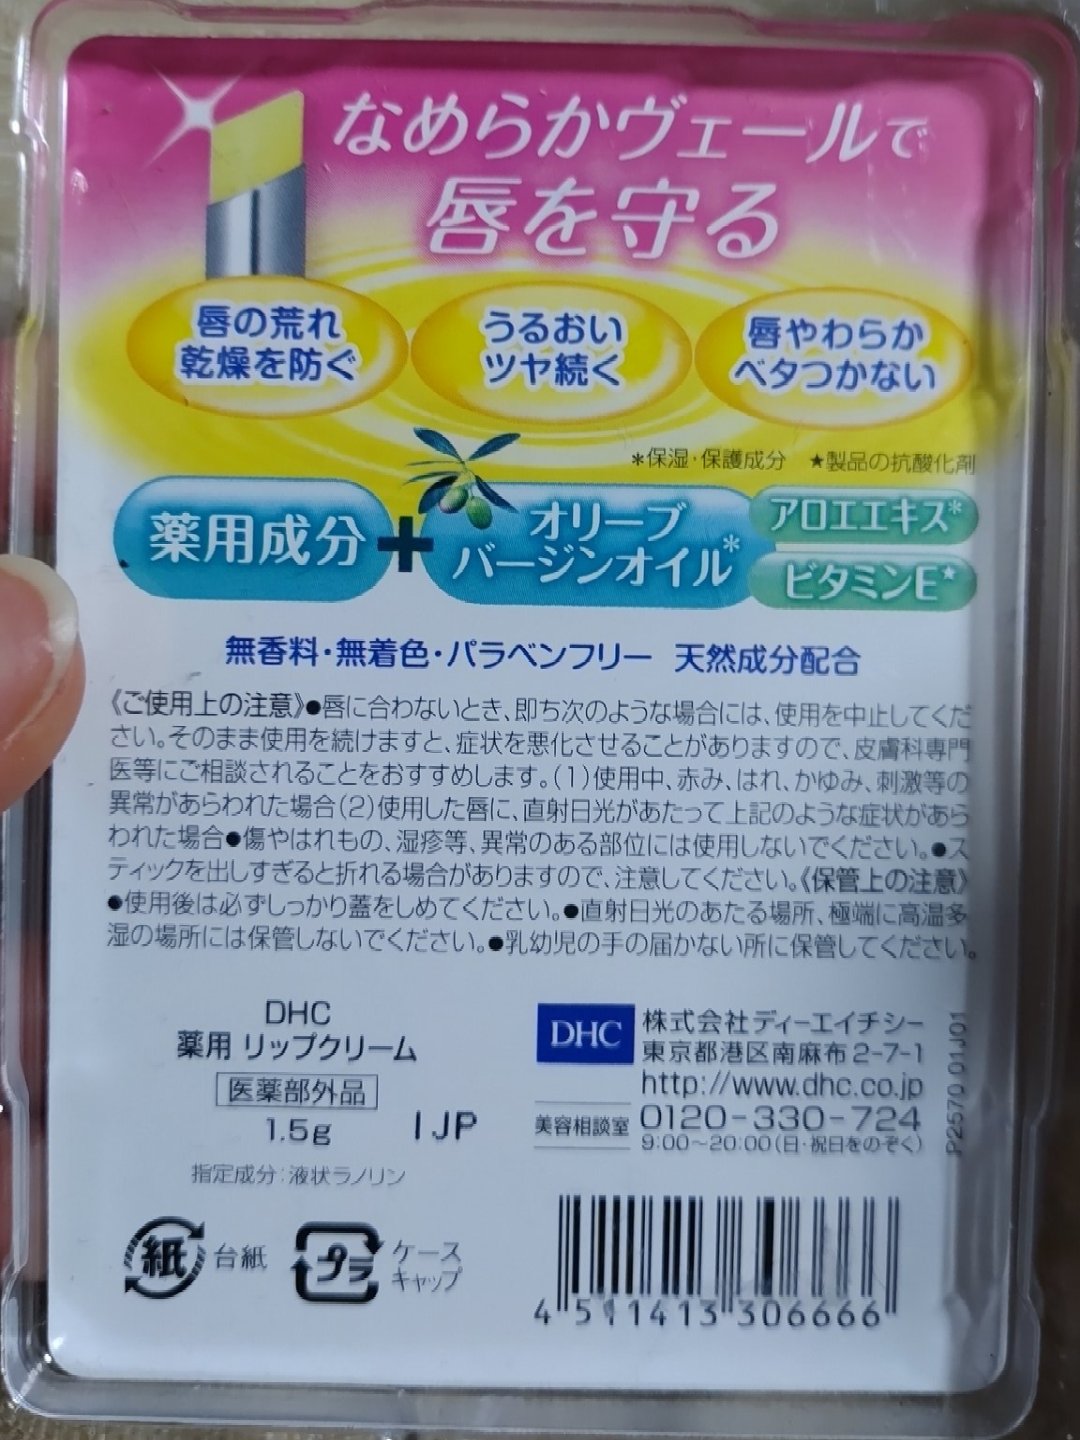 なめらかヴェールで
唇を守る
唇の荒れ
乾燥を防ぐ
うるおい
ツヤ続く
唇やわらか
ベタつかない
*保湿・保護成分 ★製品の抗酸化剤
薬用成分
+
オリーブ
バージンオイル*
アロエエキス*
ビタミンE★
無香料・無着色・パラベンフリー 天然成分配合
《ご使用上の注意》●唇に合わないとき、即ち次のような場合には、使用を中止してくだ
さい。そのまま使用を続けますと、症状を悪化させることがありますので、皮膚科専門
医等にご相談されることをおすすめします。(1)使用中、赤み、はれ、かゆみ、刺激等の
異常があらわれた場合(2)使用した唇に、直射日光があたって上記のような症状があら
われた場合●傷やはれもの、湿疹等、異常のある部位には使用しないでください。●ス
ティックを出しすぎると折れる場合がありますので、注意してください。《保管上の注意》
●使用後は必ずしっかり蓋をしめてください。●直射日光のあたる場所、極端に高温多
湿の場所には保管しないでください。●乳幼児の手の届かない所に保管してください。
DHC
薬用 リップクリーム
医薬部外品
1.5g
I JP
指定成分:液状ラノリン
DHC
株式会社ディーエイチシー
東京都港区南麻布2-7-1
http://www.dhc.co.jp
美容相談室 0120-330-724
9:00〜20:00(日・祝日をのぞく)
P2570 01J01
紙 台紙
プラ ケース
キャップ
4 511413 306666